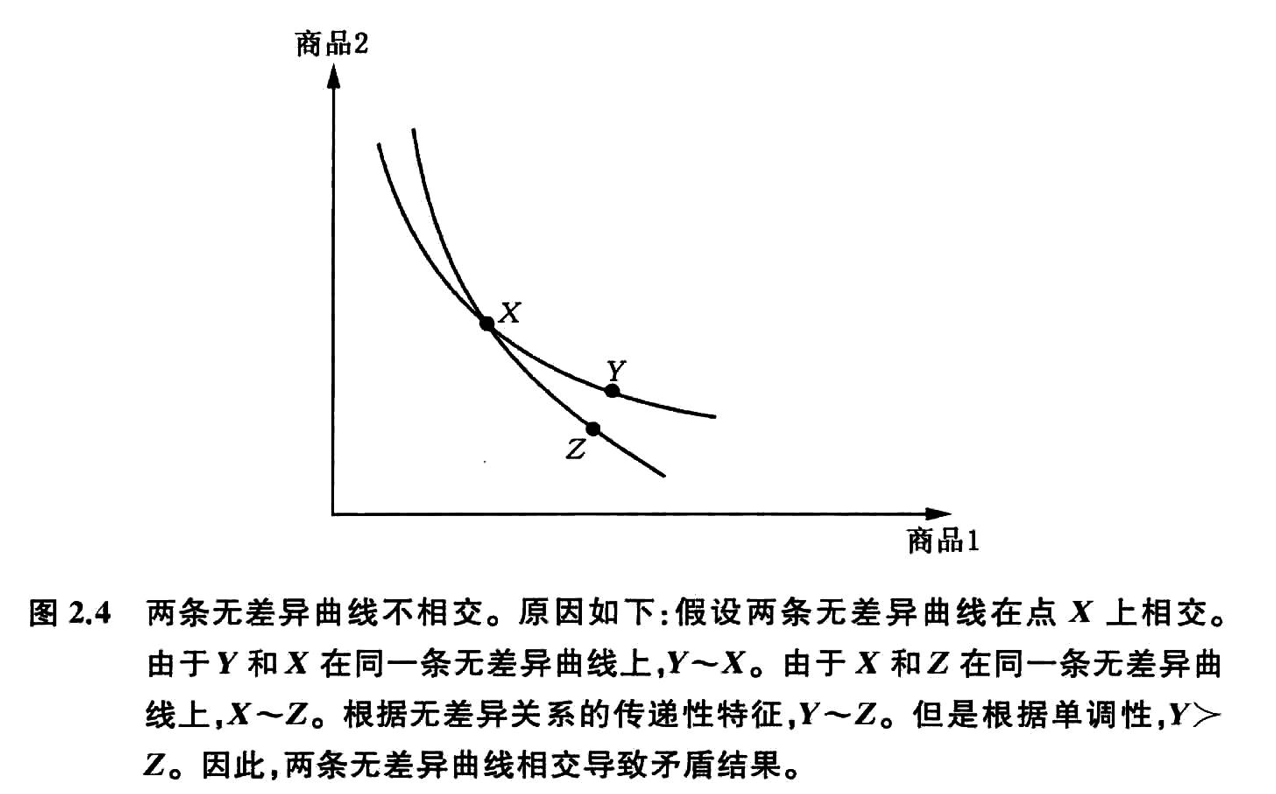 商品2
X
Y
Z
商品1
图 2.4 两条无差异曲线不相交。原因如下:假设两条无差异曲线在点 X 上相交。
由于Y 和 X 在同一条无差异曲线上,Y~X。由于 X 和 Z 在同一条无差异曲
线上,X~Z。根据无差异关系的传递性特征,Y~Z。但是根据单调性,Y≻
Z。因此,两条无差异曲线相交导致矛盾结果。